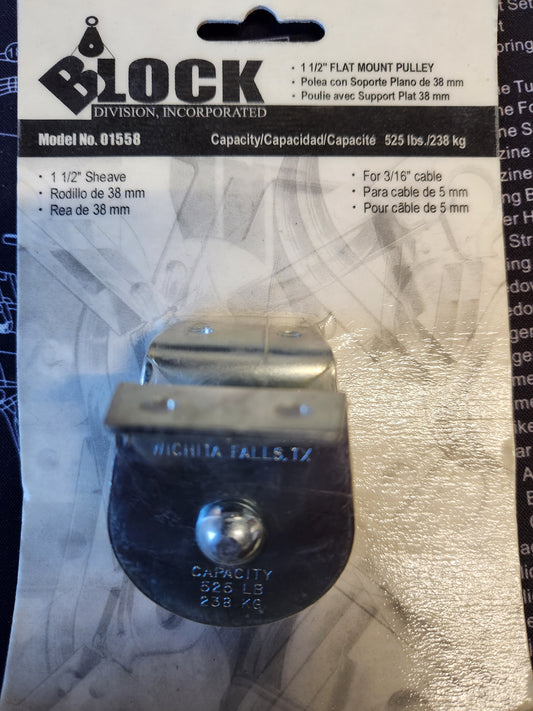 BLOCK
DIVISION, INCORPORATED
• 1 1/2" FLAT MOUNT PULLEY
• Polea con Soporte Plano de 38 mm
• Poulie avec Support Plat 38 mm
Model No. 01558
Capacity/Capacidad/Capacité 525 lbs./238 kg
• 1 1/2" Sheave
• Rodillo de 38 mm
• Rea de 38 mm
• For 3/16" cable
• Para cable de 5 mm
• Pour câble de 5 mm
WICHITA FALLS, TX
CAPACITY
525 LB
238 KG